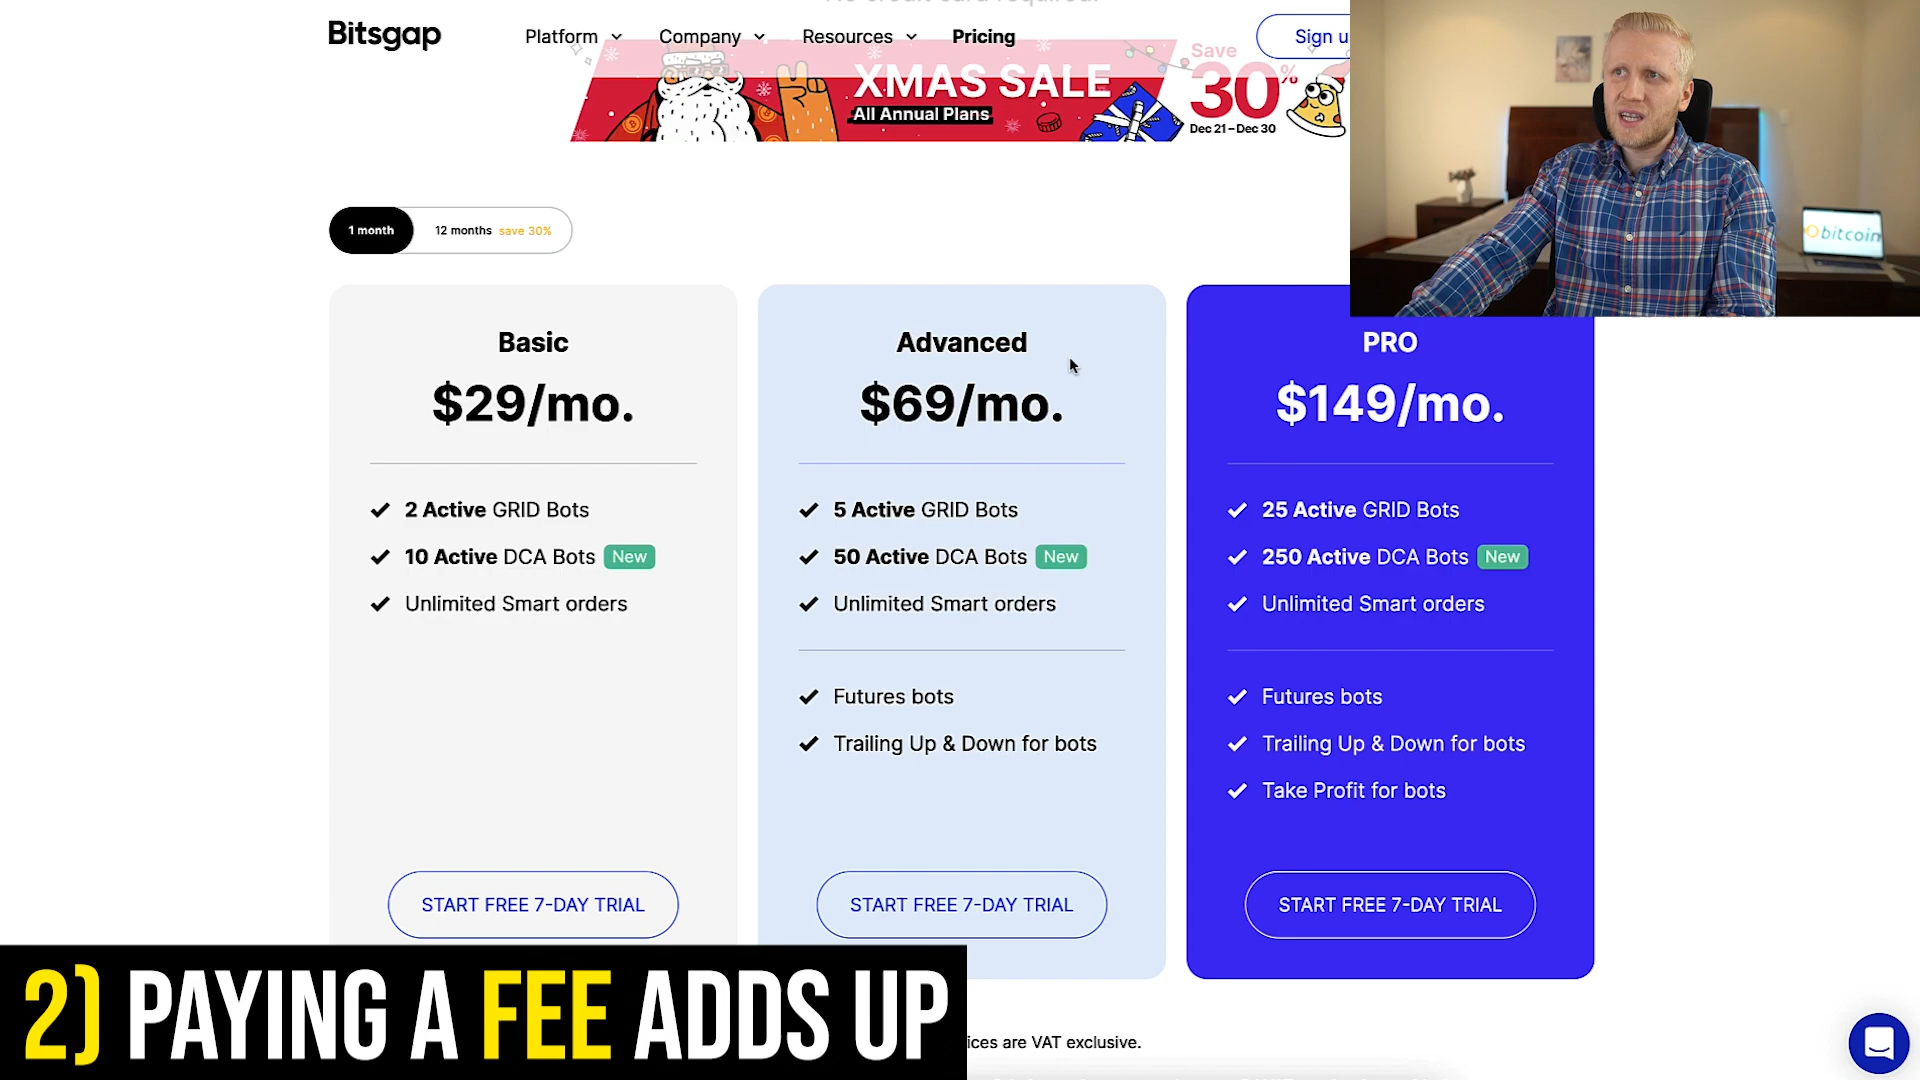 No credit card required.
Bitsgap
Platform
Company
Resources
Pricing
Sign u
XMAS SALE
All Annual Plans
Save
30%
Dec 21 – Dec 30
bitcoin
1 month
12 months save 30%
Basic
$29/mo.
2 Active GRID Bots
10 Active DCA Bots New
Unlimited Smart orders
START FREE 7-DAY TRIAL
Advanced
$69/mo.
5 Active GRID Bots
50 Active DCA Bots New
Unlimited Smart orders
Futures bots
Trailing Up & Down for bots
START FREE 7-DAY TRIAL
PRO
$149/mo.
25 Active GRID Bots
250 Active DCA Bots New
Unlimited Smart orders
Futures bots
Trailing Up & Down for bots
Take Profit for bots
START FREE 7-DAY TRIAL
2) PAYING A FEE ADDS UP
ices are VAT exclusive.